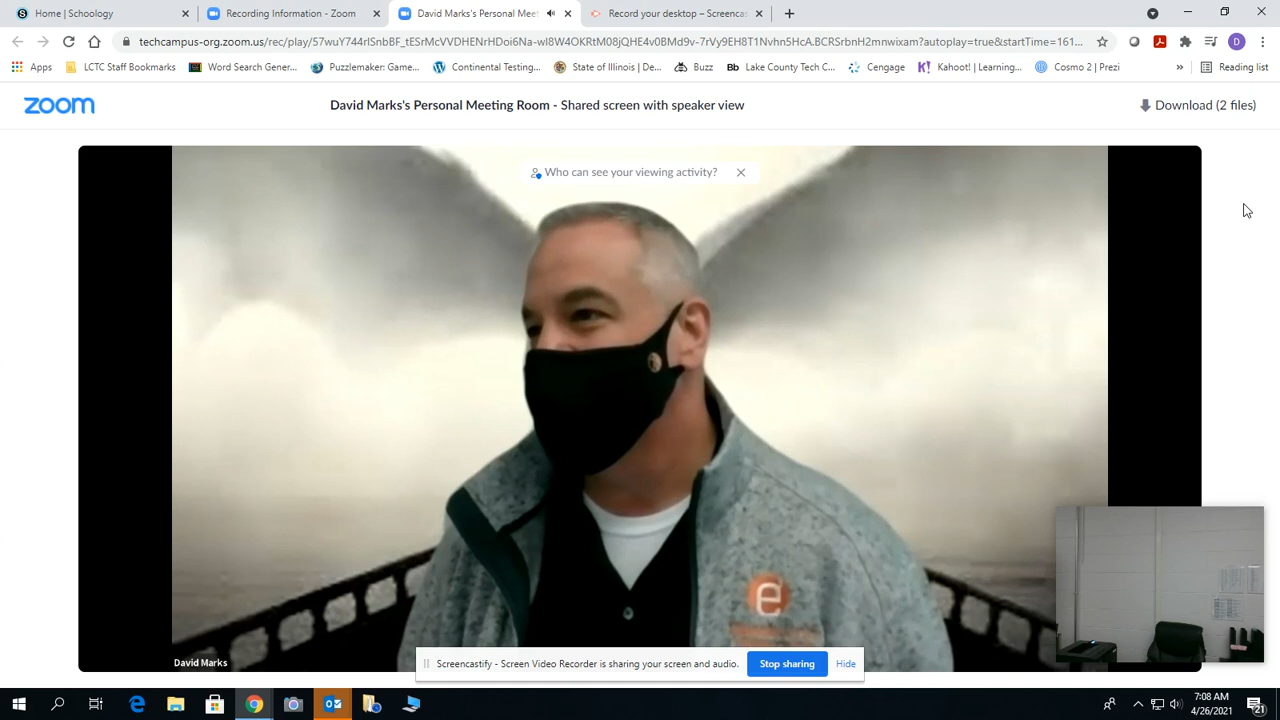 Home | Schoology
Recording Information - Zoom
David Marks's Personal Meet
Record your desktop – Screencas
techcampus-org.zoom.us/rec/play/57wuY744rlSnbBF_tESrMcVVDHENrHDoi6Na-wl8W4OKRtM08jQHE4v0BMd9v-7rVy9EH8T1Nvhn5HcA.BCRSrbnH2mnwixam?autoplay=true&startTime=161...
D
Apps
LCTC Staff Bookmarks
Word Search Gener...
Puzzlemaker: Game...
Continental Testing...
State of Illinois | De...
Buzz
Bb Lake County Tech C...
Cengage
Kahoot! | Learning...
Cosmo 2 | Prezi
»
Reading list
zoom
David Marks's Personal Meeting Room - Shared screen with speaker view
Download (2 files)
Who can see your viewing activity?
e
David Marks
Screencastify - Screen Video Recorder is sharing your screen and audio.
Stop sharing
Hide
7:08 AM
4/26/2021
21